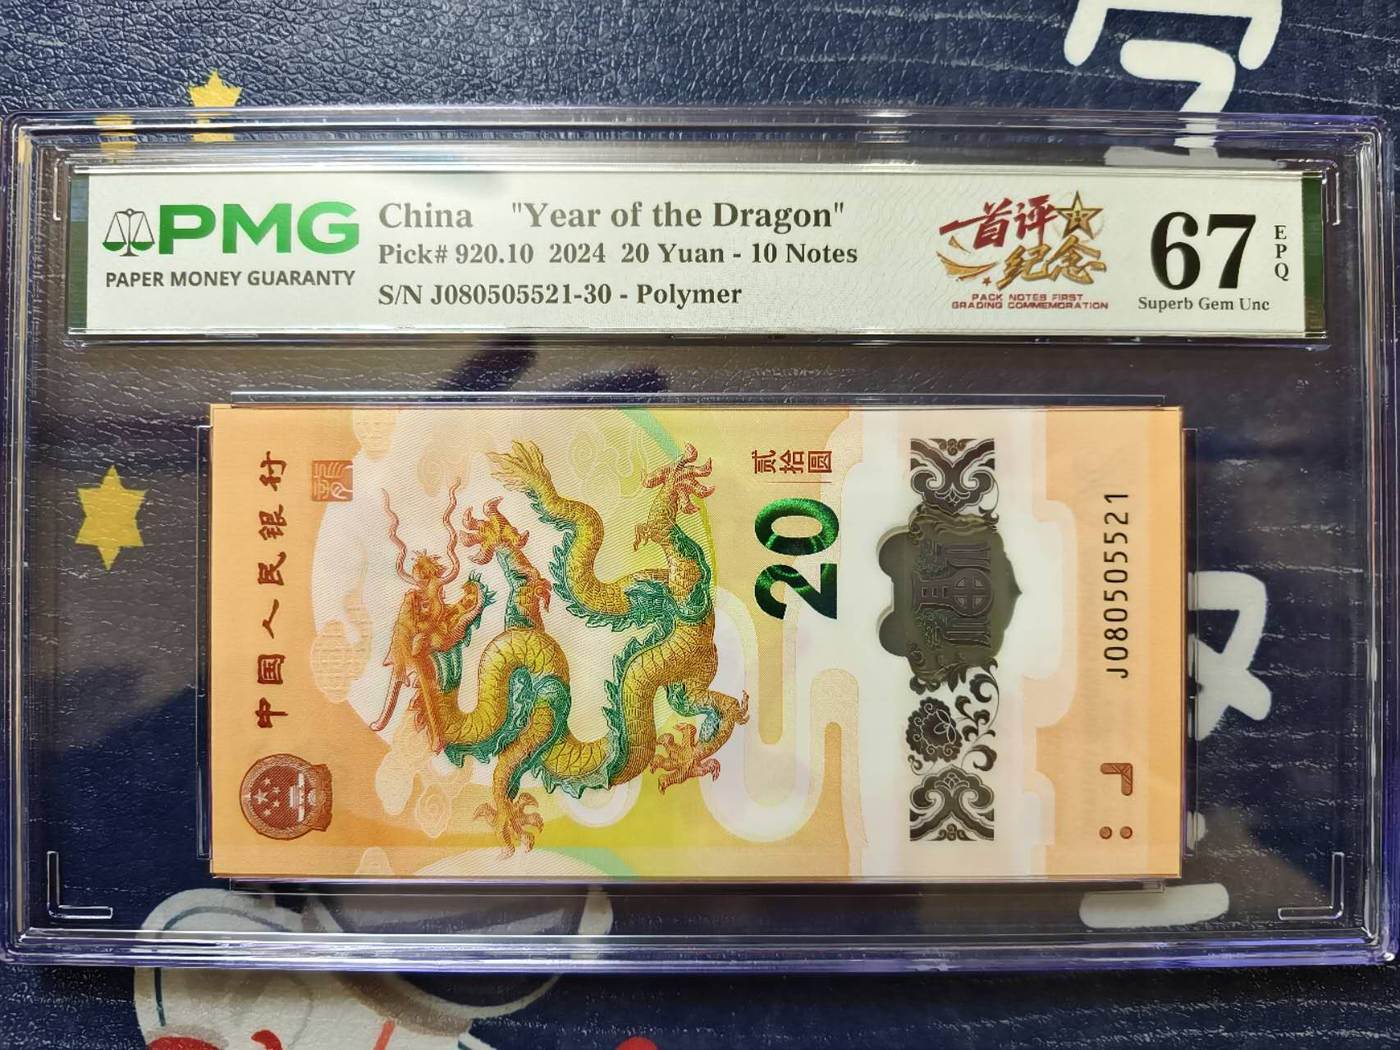 PMG
PAPER MONEY GUARANTY
China "Year of the Dragon"
Pick# 920.10 2024 20 Yuan - 10 Notes
S/N J080505521-30 - Polymer
首评
纪念
PACK NOTES FIRST
GRADING COMMEMORATION
67
EPQ
Superb Gem Unc
中国人民银行
贰拾圆
20
J080505521